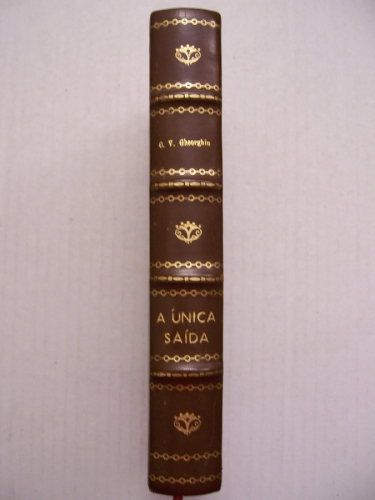 C. V. Gheorghiu
A ÚNICA
SAÍDA